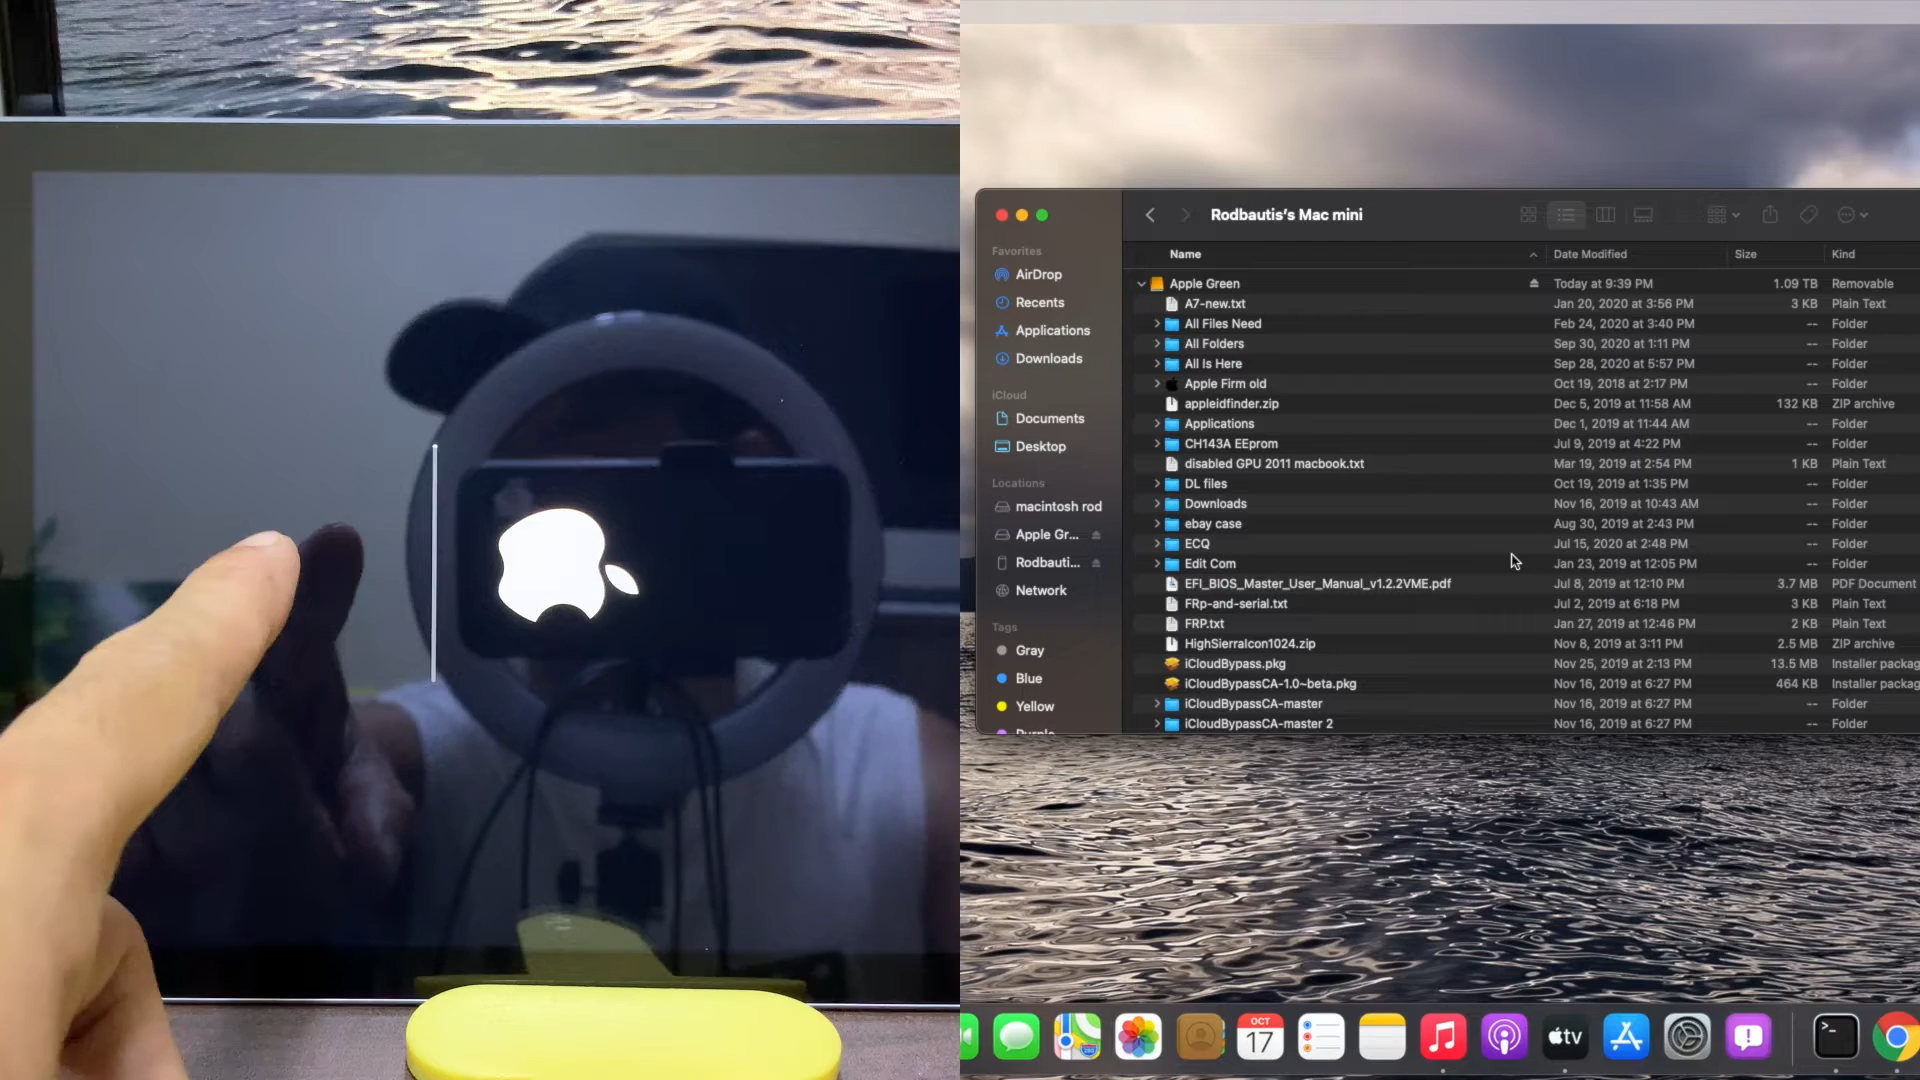 Rodbautis's Mac mini
Favorites
AirDrop
Recents
Applications
Downloads
iCloud
Documents
Desktop
Locations
macintosh rod
Apple Gr...
Rodbauti...
Network
Tags
Gray
Blue
Yellow
Purple
Name Date Modified Size Kind
Apple Green Today at 9:39 PM 1.09 TB Removable
A7-new.txt Jan 20, 2020 at 3:56 PM 3 KB Plain Text
All Files Need Feb 24, 2020 at 3:40 PM -- Folder
All Folders Sep 30, 2020 at 1:11 PM -- Folder
All Is Here Sep 28, 2020 at 5:57 PM -- Folder
Apple Firm old Oct 19, 2018 at 2:17 PM -- Folder
appleidfinder.zip Dec 5, 2019 at 11:58 AM 132 KB ZIP archive
Applications Dec 1, 2019 at 11:44 AM -- Folder
CH143A EEprom Jul 9, 2019 at 4:22 PM -- Folder
disabled GPU 2011 macbook.txt Mar 19, 2019 at 2:54 PM 1 KB Plain Text
DL files Oct 19, 2018 at 1:35 PM -- Folder
Downloads Nov 16, 2019 at 10:43 AM -- Folder
ebay case Aug 30, 2019 at 2:43 PM -- Folder
ECQ Jul 15, 2020 at 2:48 PM -- Folder
Edit Com Jan 23, 2019 at 12:05 PM -- Folder
EFI_BIOS_Master_User_Manual_v1.2.2VME.pdf Jul 8, 2019 at 12:10 PM 3.7 MB PDF Document
FRp-and-serial.txt Jul 2, 2019 at 6:18 PM 3 KB Plain Text
FRP.txt Jan 27, 2019 at 12:46 PM 2 KB Plain Text
HighSierraIcon1024.zip Nov 8, 2019 at 3:11 PM 2.5 MB ZIP archive
iCloudBypass.pkg Nov 25, 2019 at 2:13 PM 13.5 MB Installer packag
iCloudBypassCA-1.0~beta.pkg Nov 16, 2019 at 6:27 PM 464 KB Installer packag
iCloudBypassCA-master Nov 16, 2019 at 6:27 PM -- Folder
iCloudBypassCA-master 2 Nov 16, 2019 at 6:27 PM -- Folder
OCT
17
tv